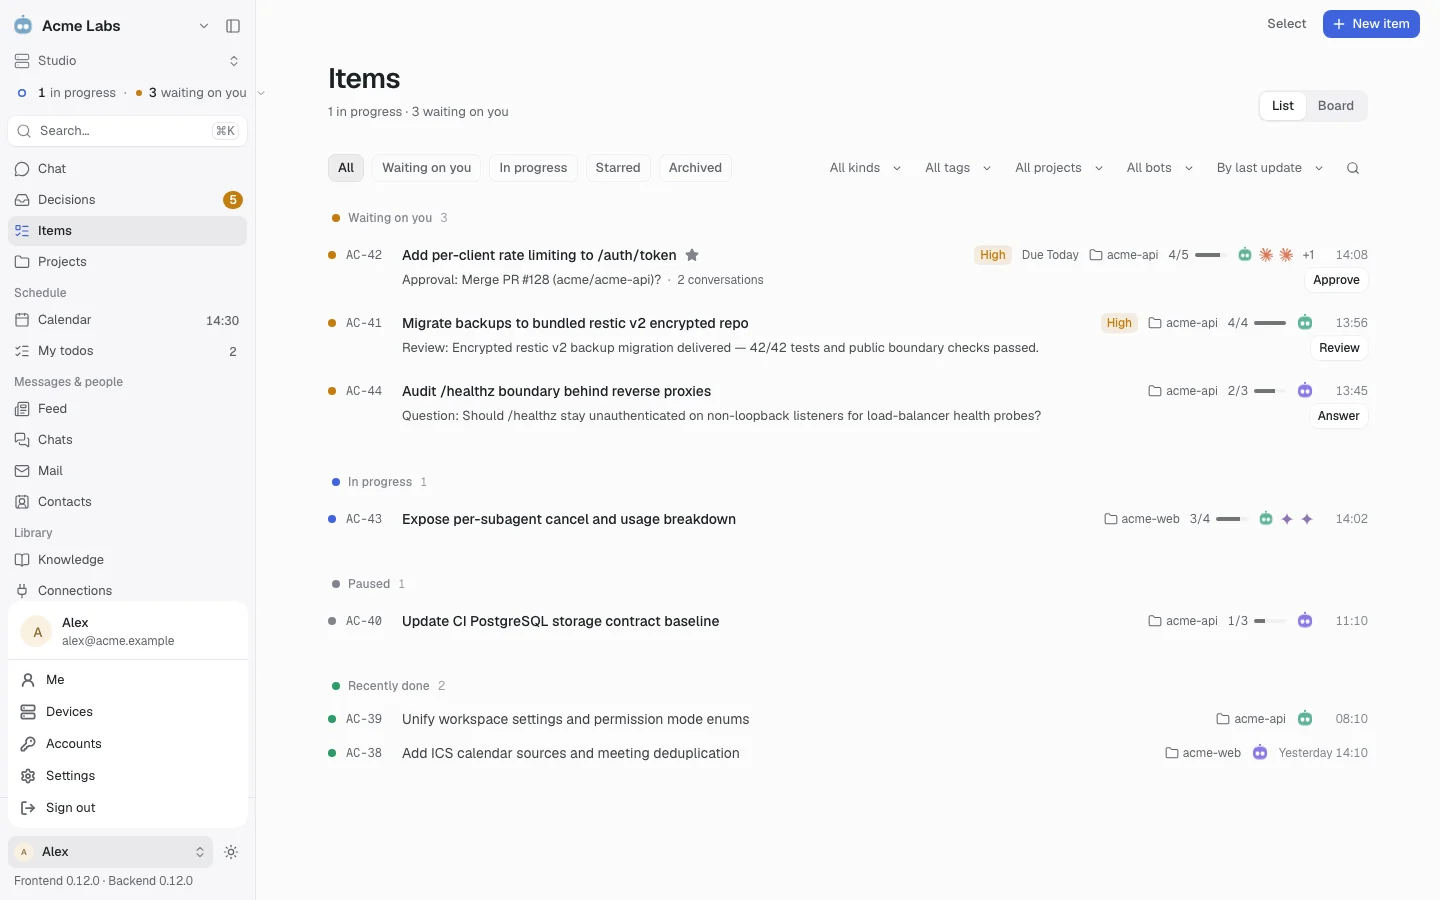 Acme Labs
Studio
1 in progress · 3 waiting on you
Search... ⌘K
Chat
Decisions 5
Items
Projects
Schedule
Calendar 14:30
My todos 2
Messages & people
Feed
Chats
Mail
Contacts
Library
Knowledge
Connections
A
Alex
alex@acme.example
Me
Devices
Accounts
Settings
Sign out
A Alex
Frontend 0.12.0 · Backend 0.12.0
Select
New item
Items
1 in progress · 3 waiting on you
List Board
All Waiting on you In progress Starred Archived
All kinds All tags All projects All bots By last update
Waiting on you 3
AC-42 Add per-client rate limiting to /auth/token High Due Today acme-api 4/5 +1 14:08
Approval: Merge PR #128 (acme/acme-api)? · 2 conversations Approve
AC-41 Migrate backups to bundled restic v2 encrypted repo High acme-api 4/4 13:56
Review: Encrypted restic v2 backup migration delivered — 42/42 tests and public boundary checks passed. Review
AC-44 Audit /healthz boundary behind reverse proxies acme-api 2/3 13:45
Question: Should /healthz stay unauthenticated on non-loopback listeners for load-balancer health probes? Answer
In progress 1
AC-43 Expose per-subagent cancel and usage breakdown acme-web 3/4 14:02
Paused 1
AC-40 Update CI PostgreSQL storage contract baseline acme-api 1/3 11:10
Recently done 2
AC-39 Unify workspace settings and permission mode enums acme-api 08:10
AC-38 Add ICS calendar sources and meeting deduplication acme-web Yesterday 14:10